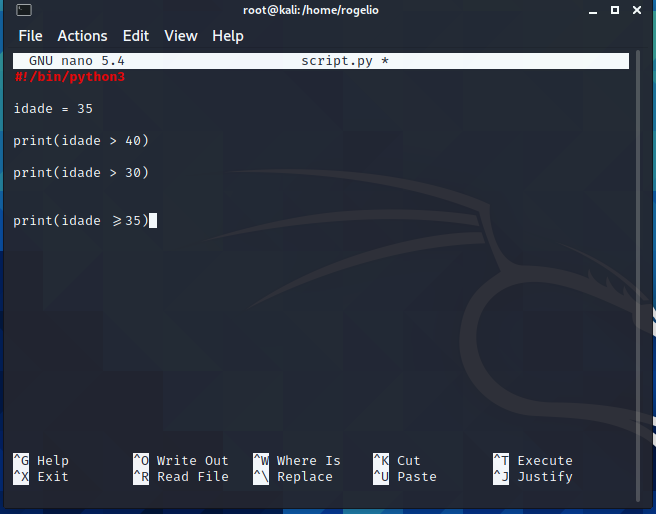 root@kali:/home/rogelio
File Actions Edit View Help
GNU nano 5.4 script.py *
#!/bin/python3
idade = 35
print(idade > 40)
print(idade > 30)
print(idade >=35)
^G Help ^O Write Out ^W Where Is ^K Cut ^T Execute
^X Exit ^R Read File ^\ Replace ^U Paste ^J Justify